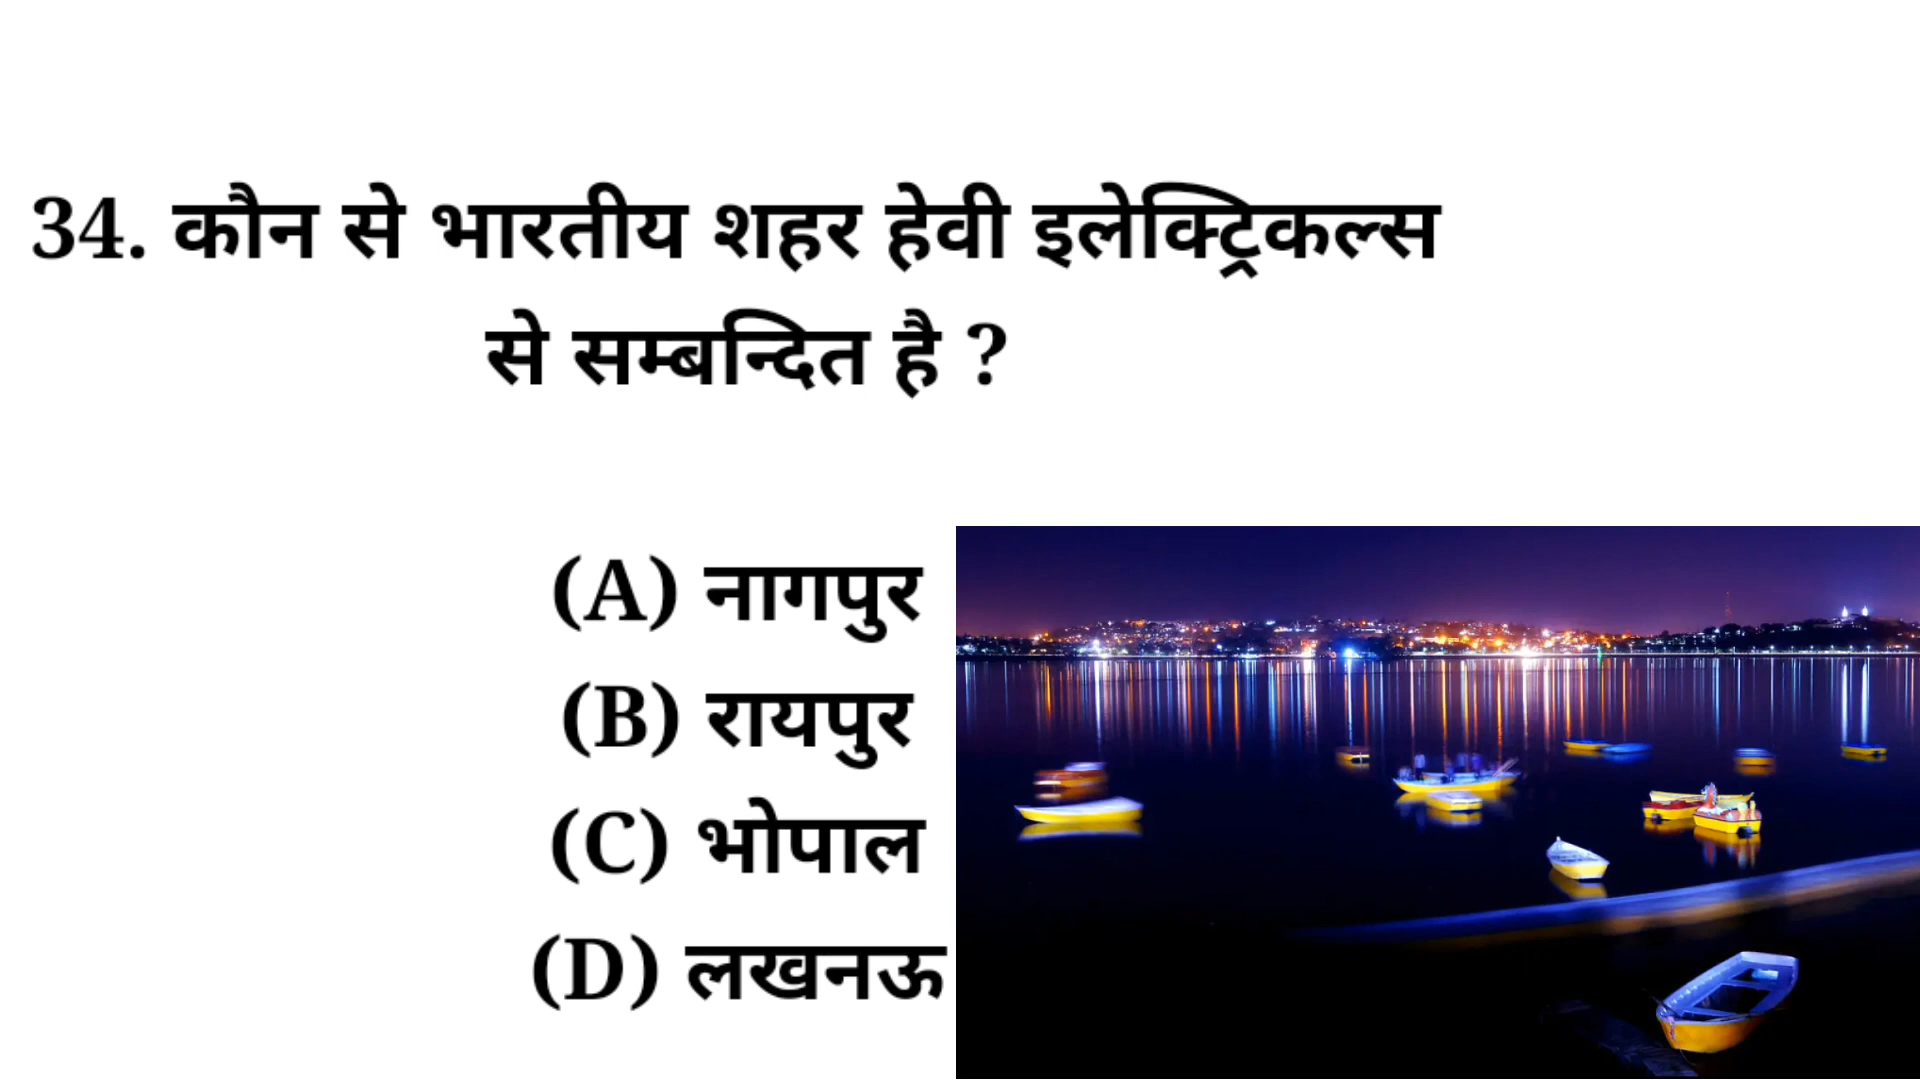 34. कौन से भारतीय शहर हेवी इलेक्ट्रिकल्स
से सम्बन्दित है ?
(A) नागपुर
(B) रायपुर
(C) भोपाल
(D) लखनऊ